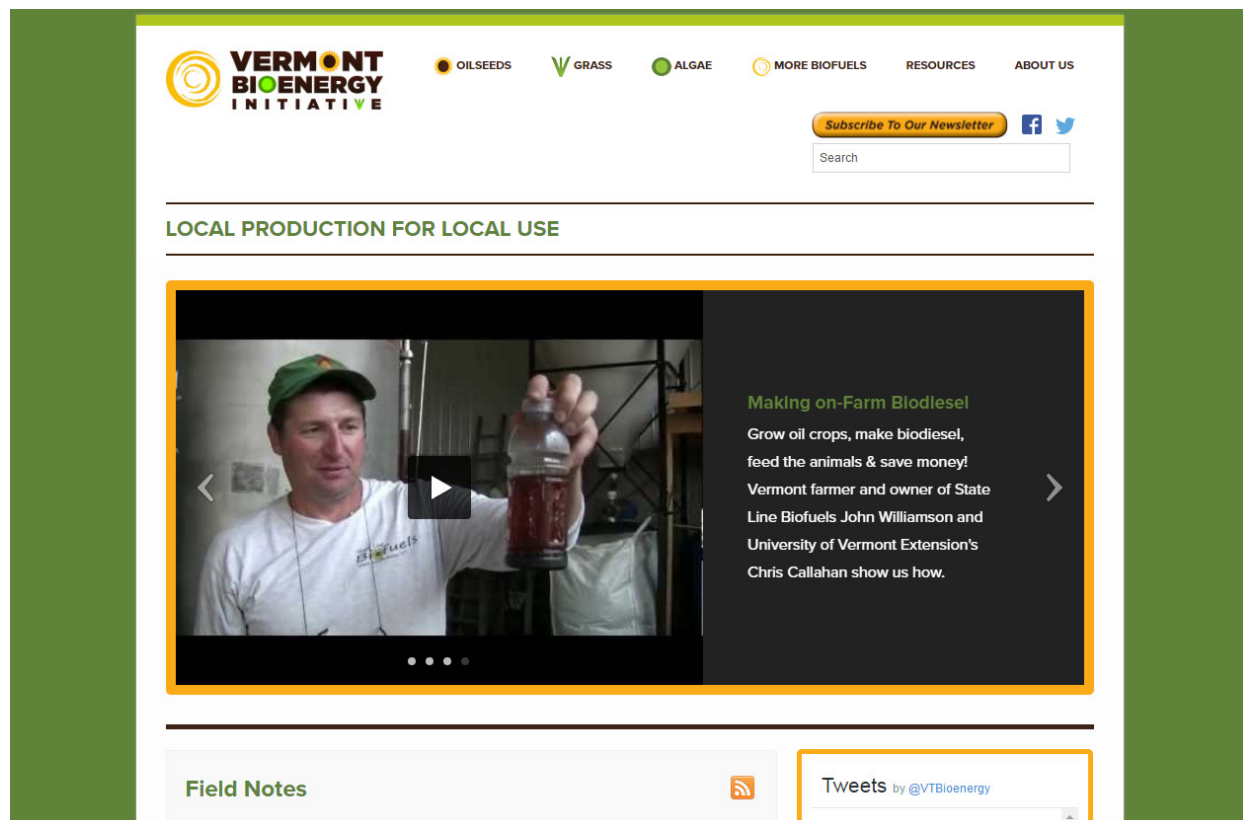 VERMONT
BIOENERGY
INITIATIVE
OILSEEDS
GRASS
ALGAE
MORE BIOFUELS
RESOURCES
ABOUT US
Subscribe To Our Newsletter
Search
LOCAL PRODUCTION FOR LOCAL USE
Biofuels
Making on-Farm Biodiesel
Grow oil crops, make biodiesel,
feed the animals & save money!
Vermont farmer and owner of State
Line Biofuels John Williamson and
University of Vermont Extension's
Chris Callahan show us how.
Field Notes
Tweets by @VTBioenergy